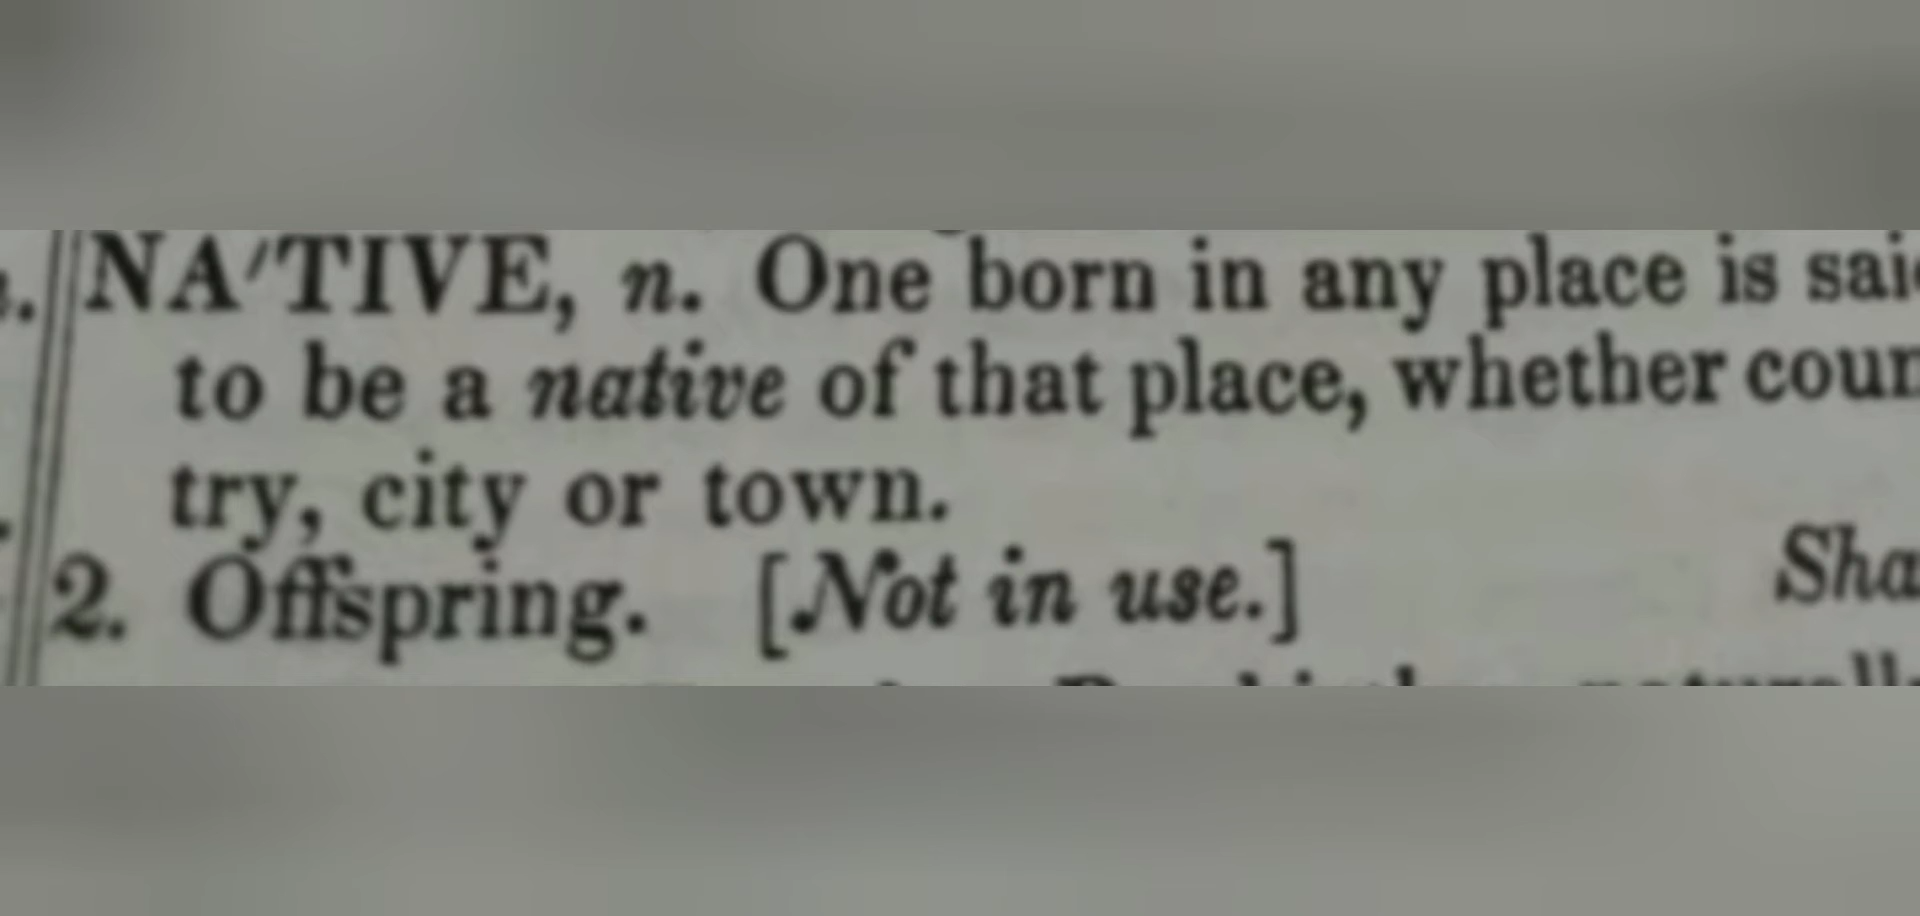 NA'TIVE, n. One born in any place is sai
to be a native of that place, whether coun
try, city or town.
2. Offspring. [Not in use.] Sha